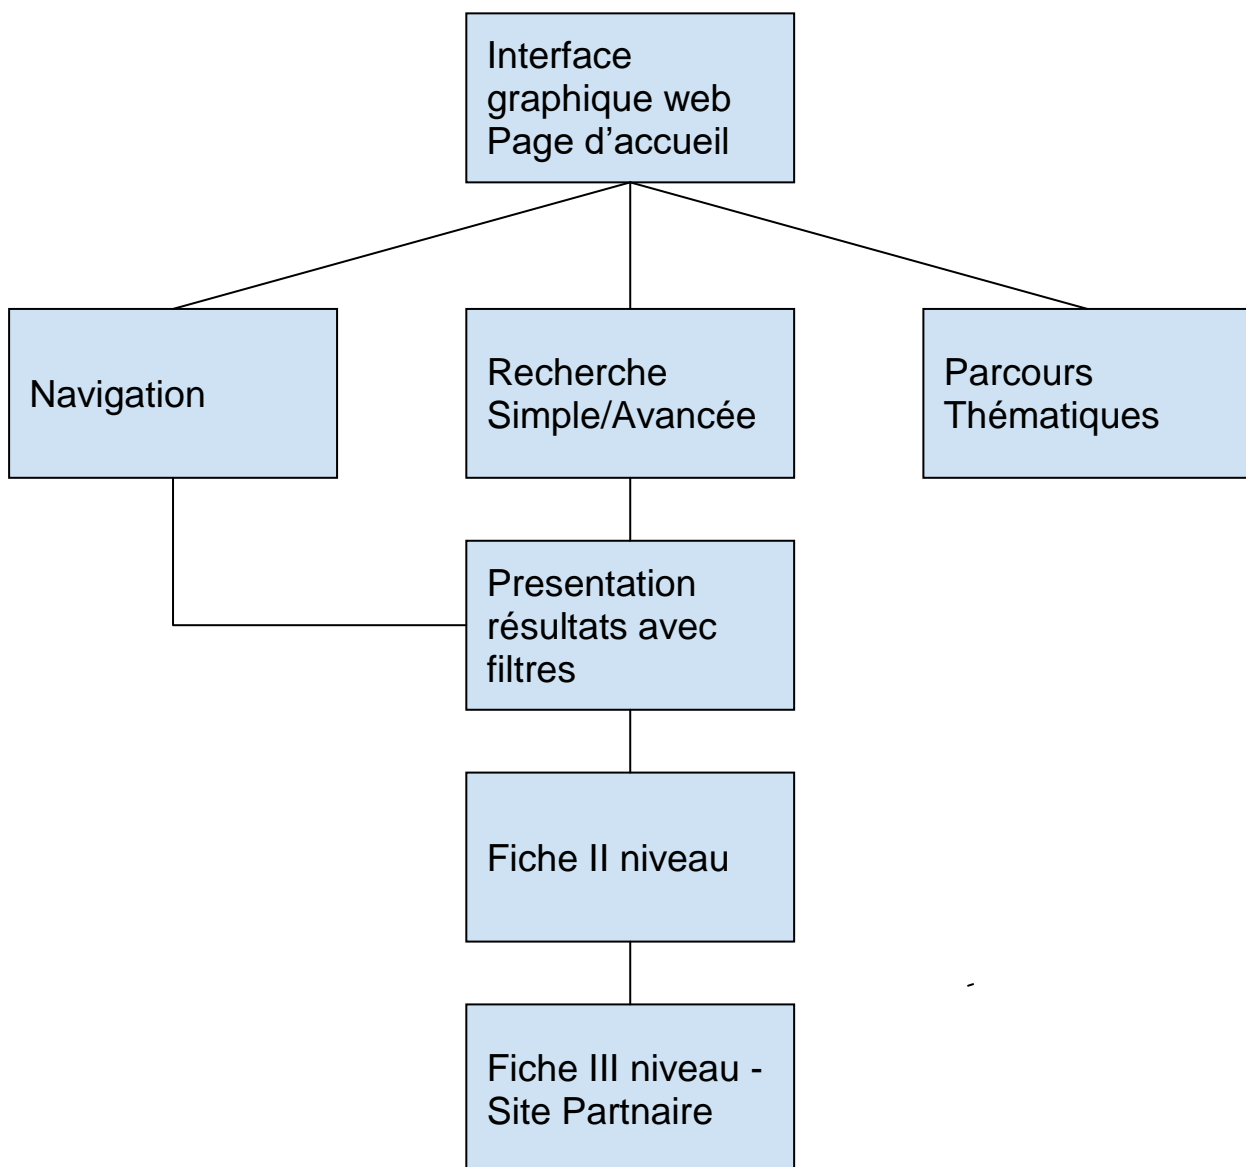 Interface
graphique web
Page d’accueil
Navigation
Recherche
Simple/Avancée
Parcours
Thématiques
Presentation
résultats avec
filtres
Fiche II niveau
Fiche III niveau -
Site Partnaire